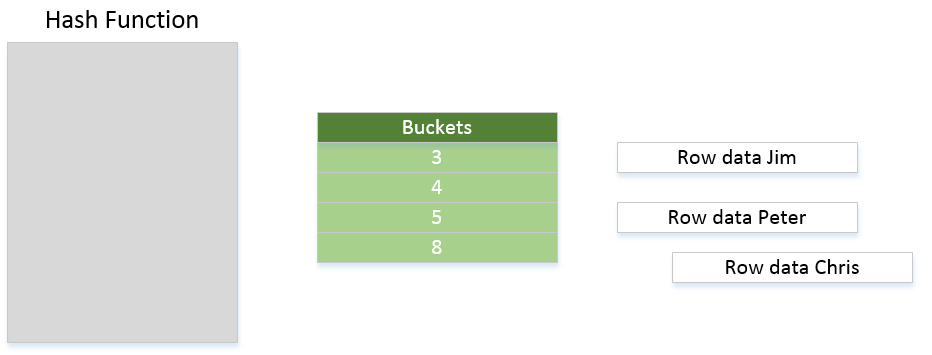 Hash Function
Buckets
3
Row data Jim
4
5
Row data Peter
8
Row data Chris